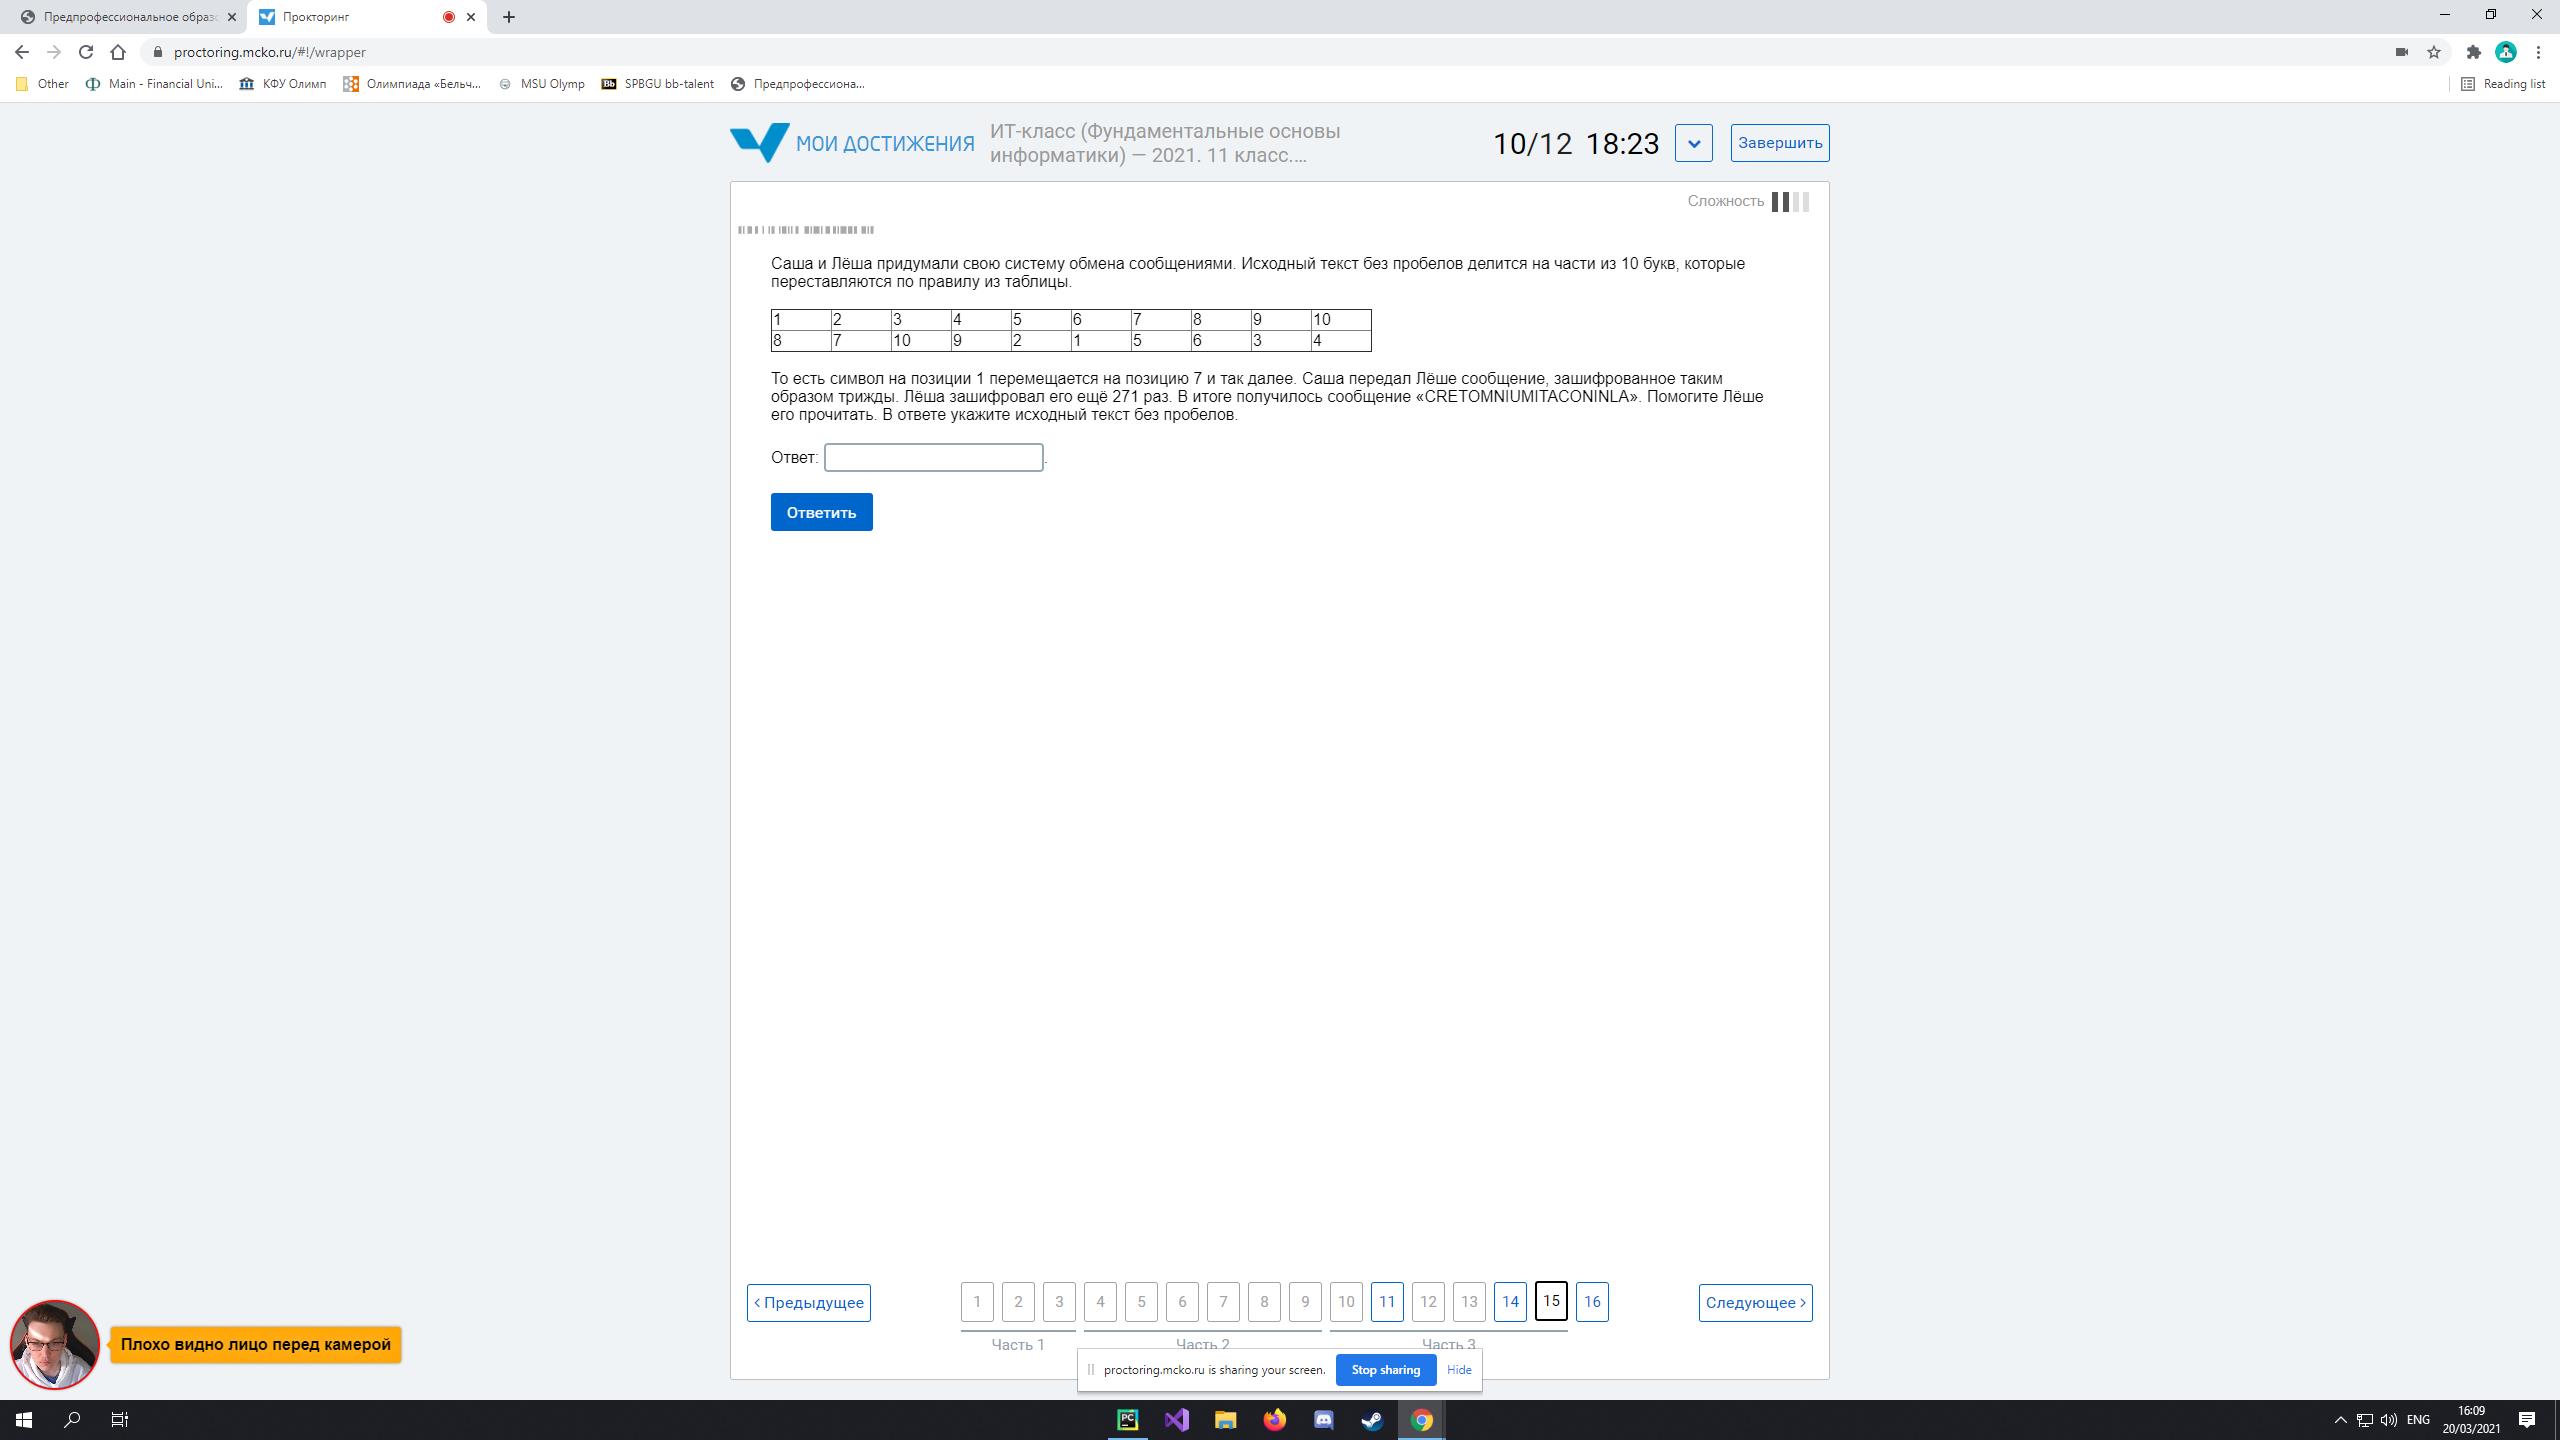 Предпрофессиональное образо
Прокторинг
proctoring.mcko.ru/#!/wrapper
Other
Main - Financial Uni...
КФУ Олимп
Олимпиада «Бельч...
MSU Olymp
Bb SPBGU bb-talent
Предпрофессиона...
Reading list
МОИ ДОСТИЖЕНИЯ
ИТ-класс (Фундаментальные основы
информатики) — 2021. 11 класс....
10/12 18:23
Завершить
Сложность
Саша и Лёша придумали свою систему обмена сообщениями. Исходный текст без пробелов делится на части из 10 букв, которые
переставляются по правилу из таблицы.
1 2 3 4 5 6 7 8 9 10
8 7 10 9 2 1 5 6 3 4
То есть символ на позиции 1 перемещается на позицию 7 и так далее. Саша передал Лёше сообщение, зашифрованное таким
образом трижды. Лёша зашифровал его ещё 271 раз. В итоге получилось сообщение «CRETOMNIUMITACONINLA». Помогите Лёше
его прочитать. В ответе укажите исходный текст без пробелов.
Ответ: .
Ответить
‹ Предыдущее
1 2 3 4 5 6 7 8 9 10 11 12 13 14 15 16
Следующее ›
Часть 1
Часть 2
Часть 3
Плохо видно лицо перед камерой
proctoring.mcko.ru is sharing your screen.
Stop sharing
Hide
PC
ENG
16:09
20/03/2021